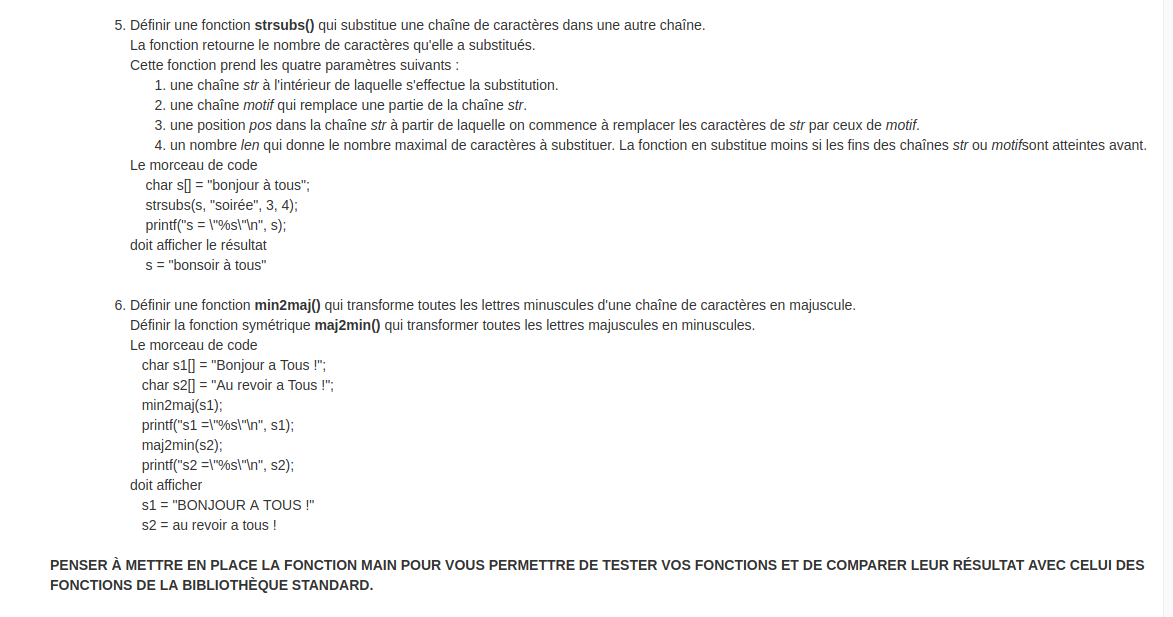 5. Définir une fonction strsubs() qui substitue une chaîne de caractères dans une autre chaîne.
La fonction retourne le nombre de caractères qu'elle a substitués.
Cette fonction prend les quatre paramètres suivants :
1. une chaîne str à l'intérieur de laquelle s'effectue la substitution.
2. une chaîne motif qui remplace une partie de la chaîne str.
3. une position pos dans la chaîne str à partir de laquelle on commence à remplacer les caractères de str par ceux de motif.
4. un nombre len qui donne le nombre maximal de caractères à substituer. La fonction en substitue moins si les fins des chaînes str ou motifsont atteintes avant.
Le morceau de code
char s[] = "bonjour à tous";
strsubs(s, "soirée", 3, 4);
printf("s = \"%s\"\n", s);
doit afficher le résultat
s = "bonsoir à tous"
6. Définir une fonction min2maj() qui transforme toutes les lettres minuscules d'une chaîne de caractères en majuscule.
Définir la fonction symétrique maj2min() qui transformer toutes les lettres majuscules en minuscules.
Le morceau de code
char s1[] = "Bonjour a Tous !";
char s2[] = "Au revoir a Tous !";
min2maj(s1);
printf("s1 =\"%s\"\n", s1);
maj2min(s2);
printf("s2 =\"%s\"\n", s2);
doit afficher
s1 = "BONJOUR A TOUS !"
s2 = au revoir a tous !
PENSER À METTRE EN PLACE LA FONCTION MAIN POUR VOUS PERMETTRE DE TESTER VOS FONCTIONS ET DE COMPARER LEUR RÉSULTAT AVEC CELUI DES
FONCTIONS DE LA BIBLIOTHÈQUE STANDARD.